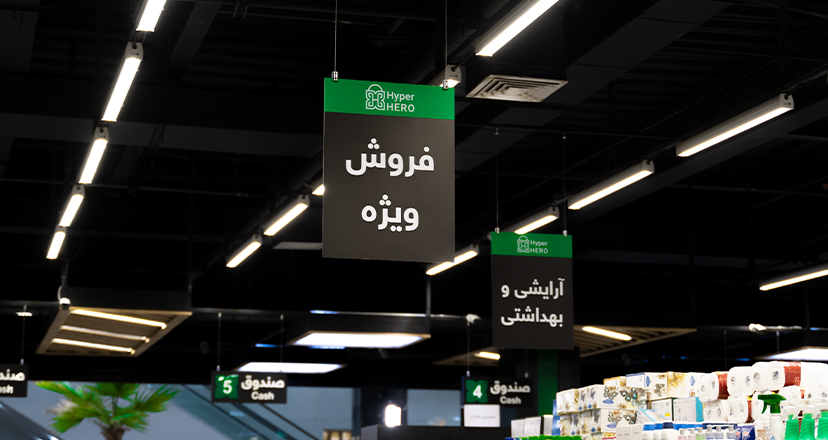 Hyper
HERO
فروش
ویژه
Hyper
HERO
آرایشی و
بهداشتی
5 صندوق
Cash
4 صندوق
Cash